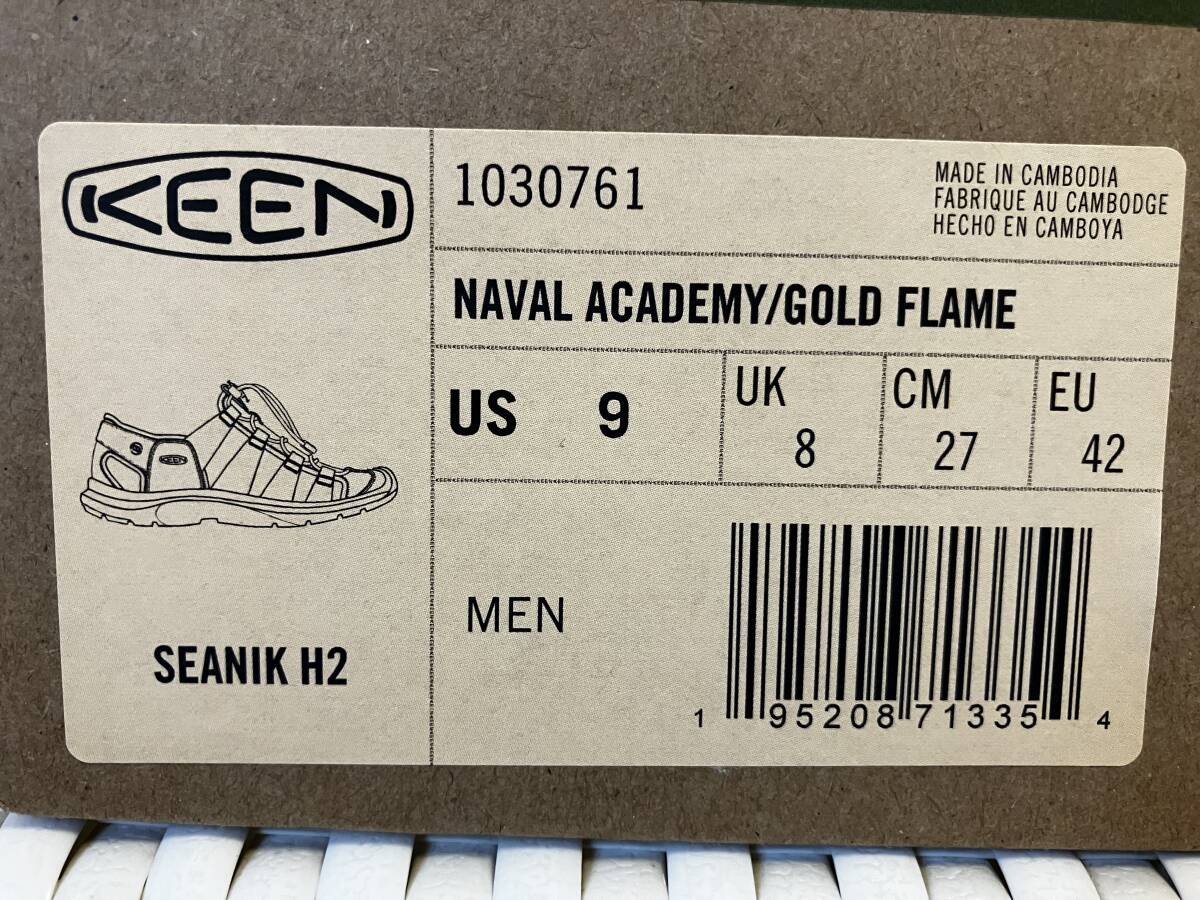 KEEN
1030761
MADE IN CAMBODIA
FABRIQUE AU CAMBODGE
HECHO EN CAMBOYA
NAVAL ACADEMY/GOLD FLAME
US 9
UK 8
CM 27
EU 42
KEEN
SEANIK H2
MEN
1 95208 71335 4